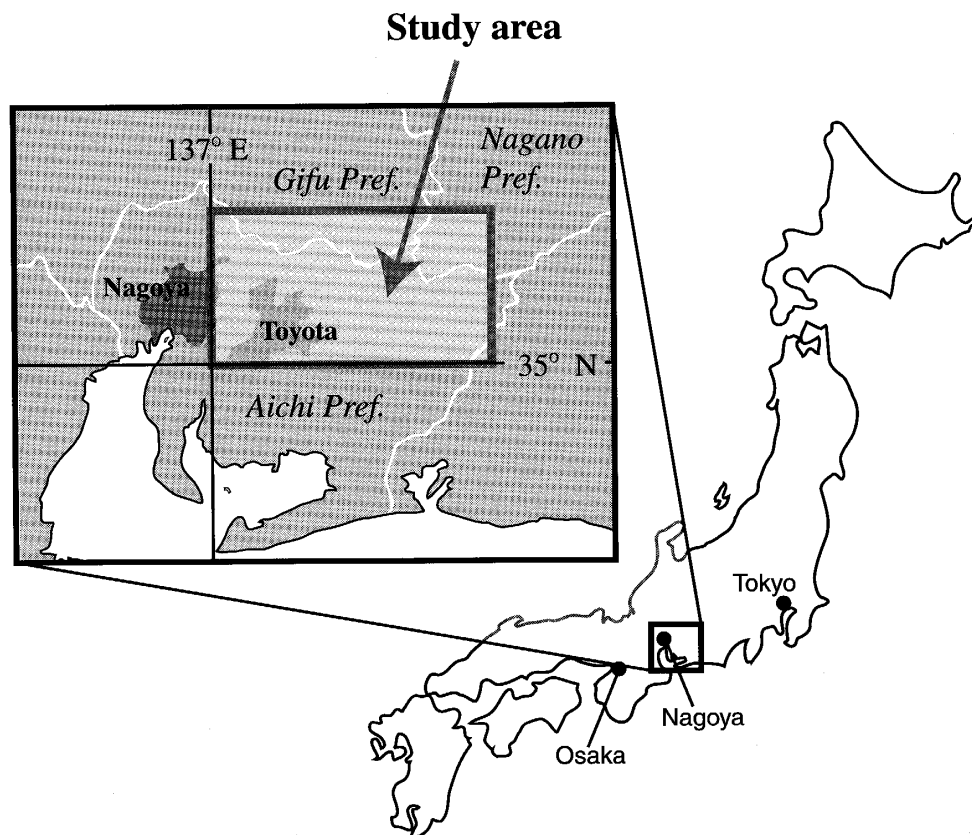 Study area
137° E
Nagano
Pref.
Gifu Pref.
Nagoya
Toyota
35° N
Aichi Pref.
Tokyo
Nagoya
Osaka